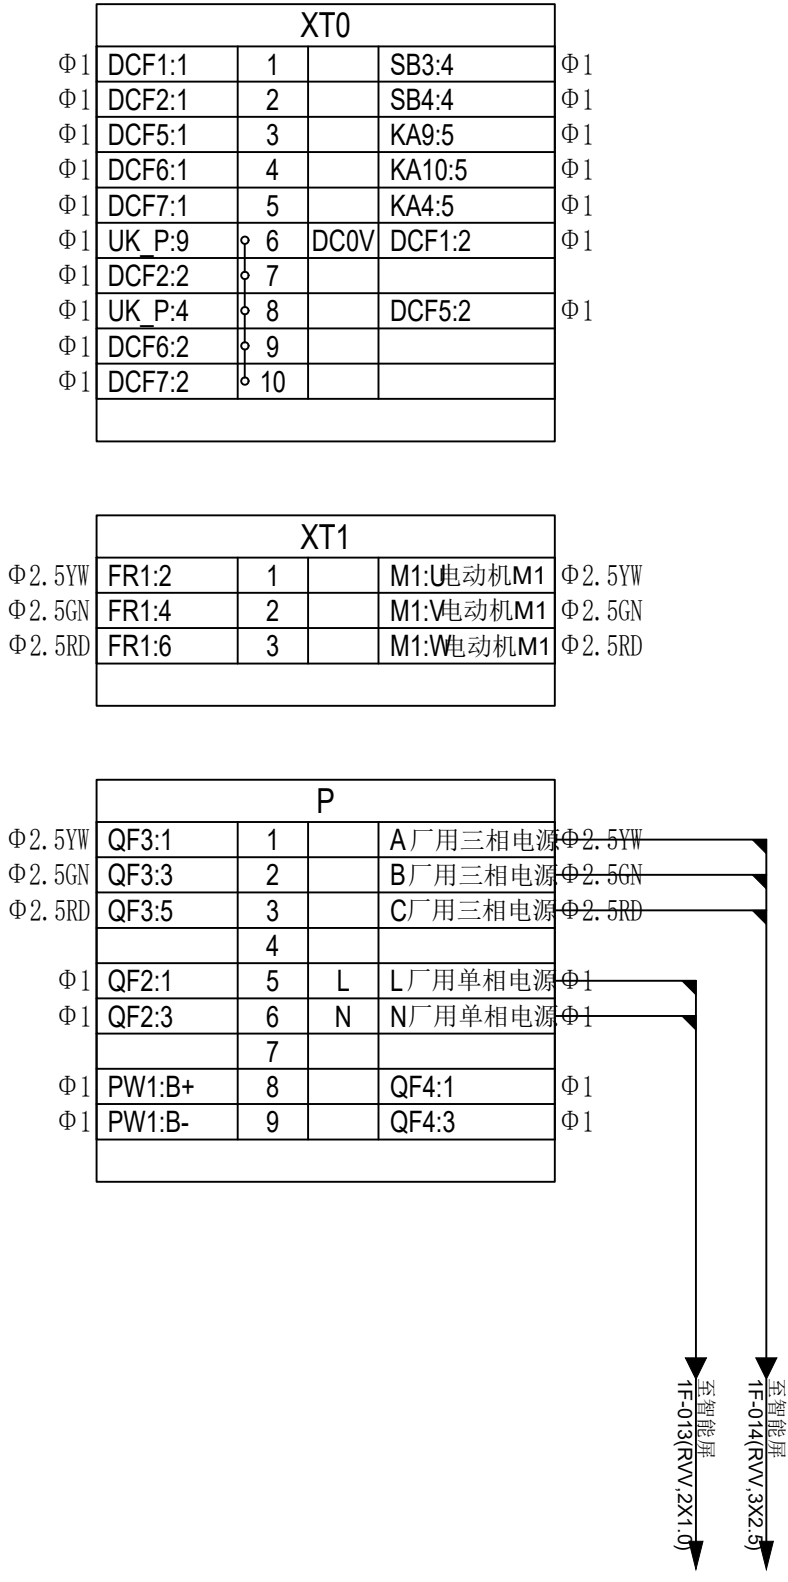 XT0
Φ1 DCF1:1 1 SB3:4 Φ1
Φ1 DCF2:1 2 SB4:4 Φ1
Φ1 DCF5:1 3 KA9:5 Φ1
Φ1 DCF6:1 4 KA10:5 Φ1
Φ1 DCF7:1 5 KA4:5 Φ1
Φ1 UK_P:9 6 DC0V DCF1:2 Φ1
Φ1 DCF2:2 7
Φ1 UK_P:4 8 DCF5:2 Φ1
Φ1 DCF6:2 9
Φ1 DCF7:2 10
XT1
Φ2.5YW FR1:2 1 M1:U电动机M1 Φ2.5YW
Φ2.5GN FR1:4 2 M1:V电动机M1 Φ2.5GN
Φ2.5RD FR1:6 3 M1:W电动机M1 Φ2.5RD
P
Φ2.5YW QF3:1 1 A厂用三相电源Φ2.5YW
Φ2.5GN QF3:3 2 B厂用三相电源Φ2.5GN
Φ2.5RD QF3:5 3 C厂用三相电源Φ2.5RD
4
Φ1 QF2:1 5 L L厂用单相电源Φ1
Φ1 QF2:3 6 N N厂用单相电源Φ1
7
Φ1 PW1:B+ 8 QF4:1 Φ1
Φ1 PW1:B- 9 QF4:3 Φ1
至智能屏
1F-013(RVV,2X1.0)
至智能屏
1F-014(RVV,3X2.5)